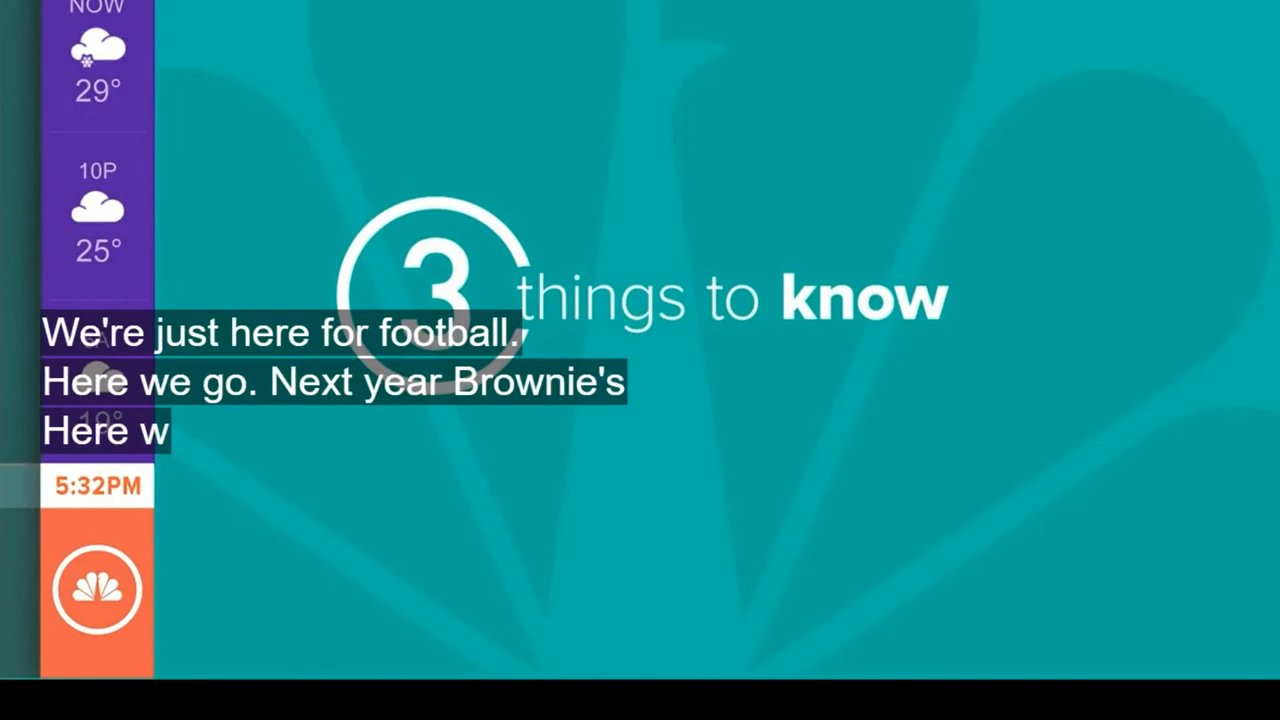 NOW
29°
10P
25°
3 things to know
We're just here for football.
Here we go. Next year Brownie's
Here w
19°
5:32PM